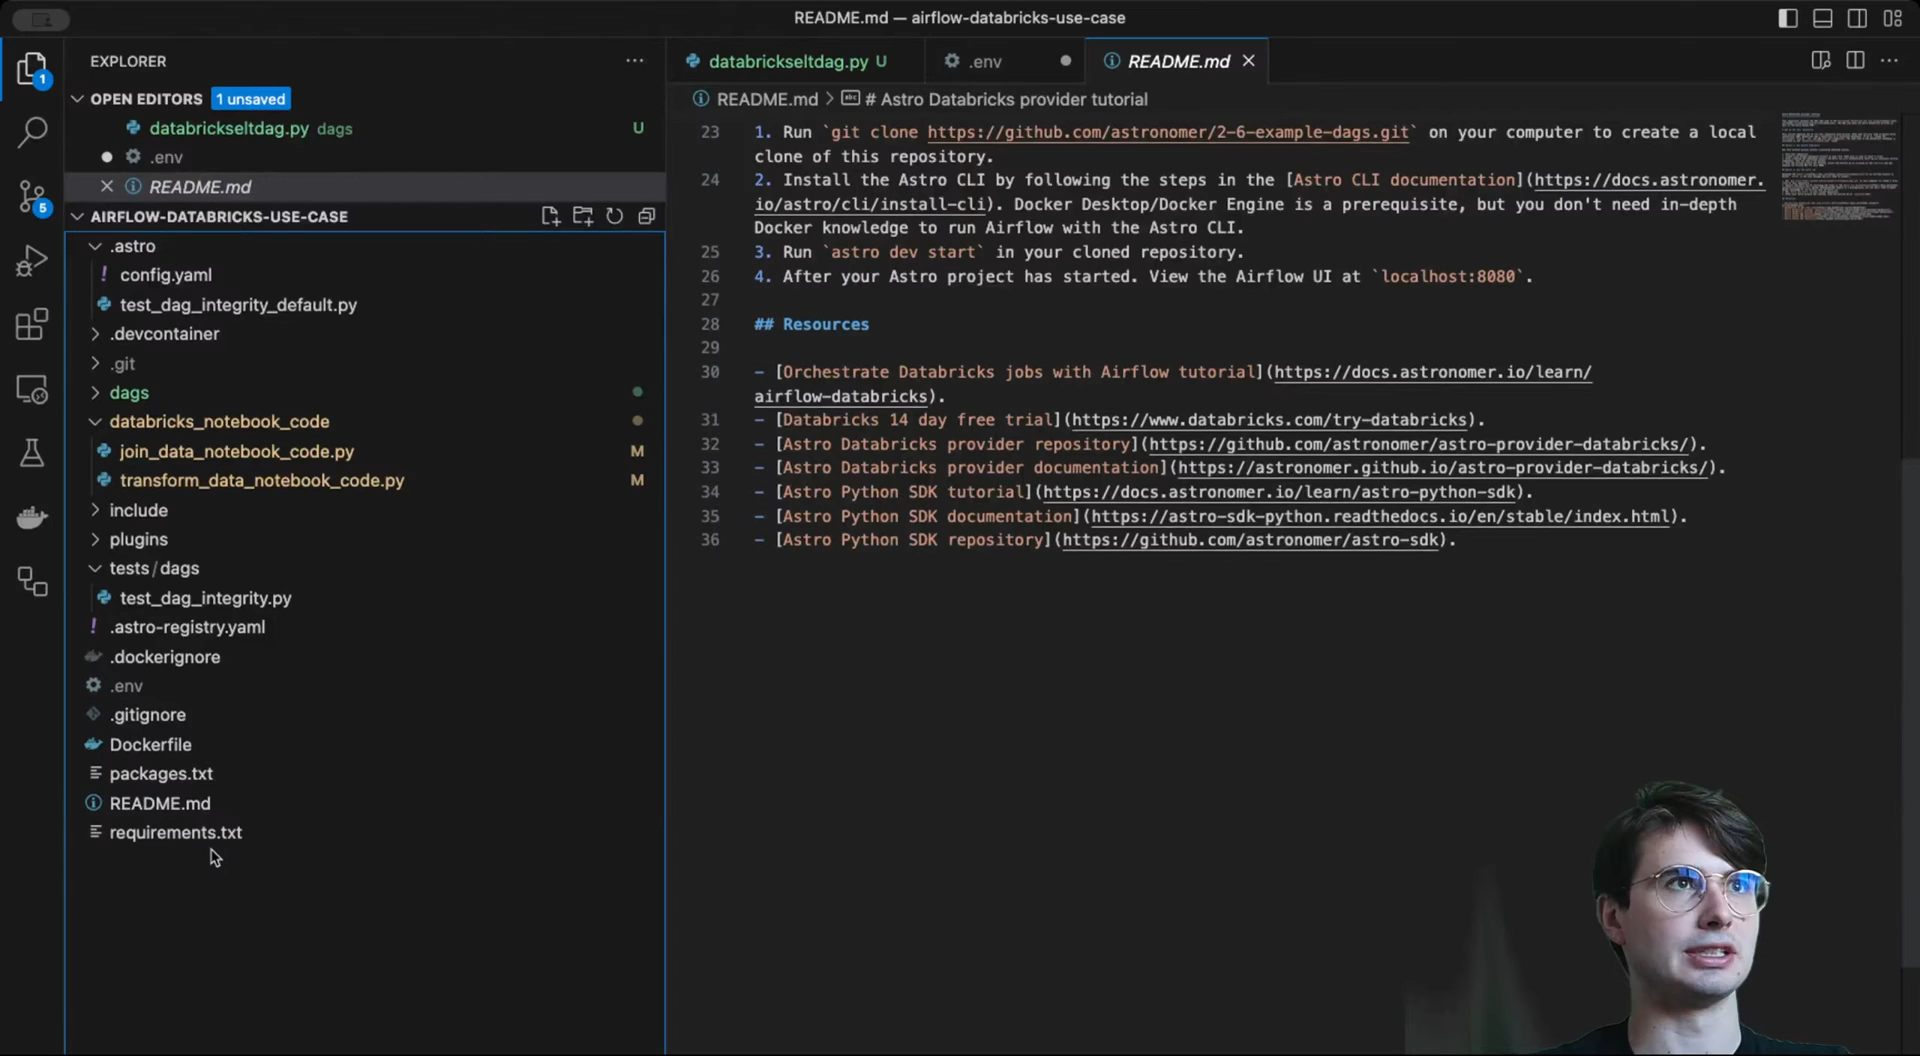 README.md — airflow-databricks-use-case
EXPLORER
OPEN EDITORS 1 unsaved
databrickseltdag.py dags U
.env
README.md
AIRFLOW-DATABRICKS-USE-CASE
.astro
config.yaml
test_dag_integrity_default.py
.devcontainer
.git
dags
databricks_notebook_code
join_data_notebook_code.py M
transform_data_notebook_code.py M
include
plugins
tests/dags
test_dag_integrity.py
.astro-registry.yaml
.dockerignore
.env
.gitignore
Dockerfile
packages.txt
README.md
requirements.txt
1
5
databrickseltdag.py U
.env
README.md
README.md > # Astro Databricks provider tutorial
23 1. Run `git clone https://github.com/astronomer/2-6-example-dags.git` on your computer to create a local
clone of this repository.
24 2. Install the Astro CLI by following the steps in the [Astro CLI documentation](https://docs.astronomer.
io/astro/cli/install-cli). Docker Desktop/Docker Engine is a prerequisite, but you don't need in-depth
Docker knowledge to run Airflow with the Astro CLI.
25 3. Run `astro dev start` in your cloned repository.
26 4. After your Astro project has started. View the Airflow UI at `localhost:8080`.
27
28 ## Resources
29
30 - [Orchestrate Databricks jobs with Airflow tutorial](https://docs.astronomer.io/learn/
airflow-databricks).
31 - [Databricks 14 day free trial](https://www.databricks.com/try-databricks).
32 - [Astro Databricks provider repository](https://github.com/astronomer/astro-provider-databricks/).
33 - [Astro Databricks provider documentation](https://astronomer.github.io/astro-provider-databricks/).
34 - [Astro Python SDK tutorial](https://docs.astronomer.io/learn/astro-python-sdk).
35 - [Astro Python SDK documentation](https://astro-sdk-python.readthedocs.io/en/stable/index.html).
36 - [Astro Python SDK repository](https://github.com/astronomer/astro-sdk).